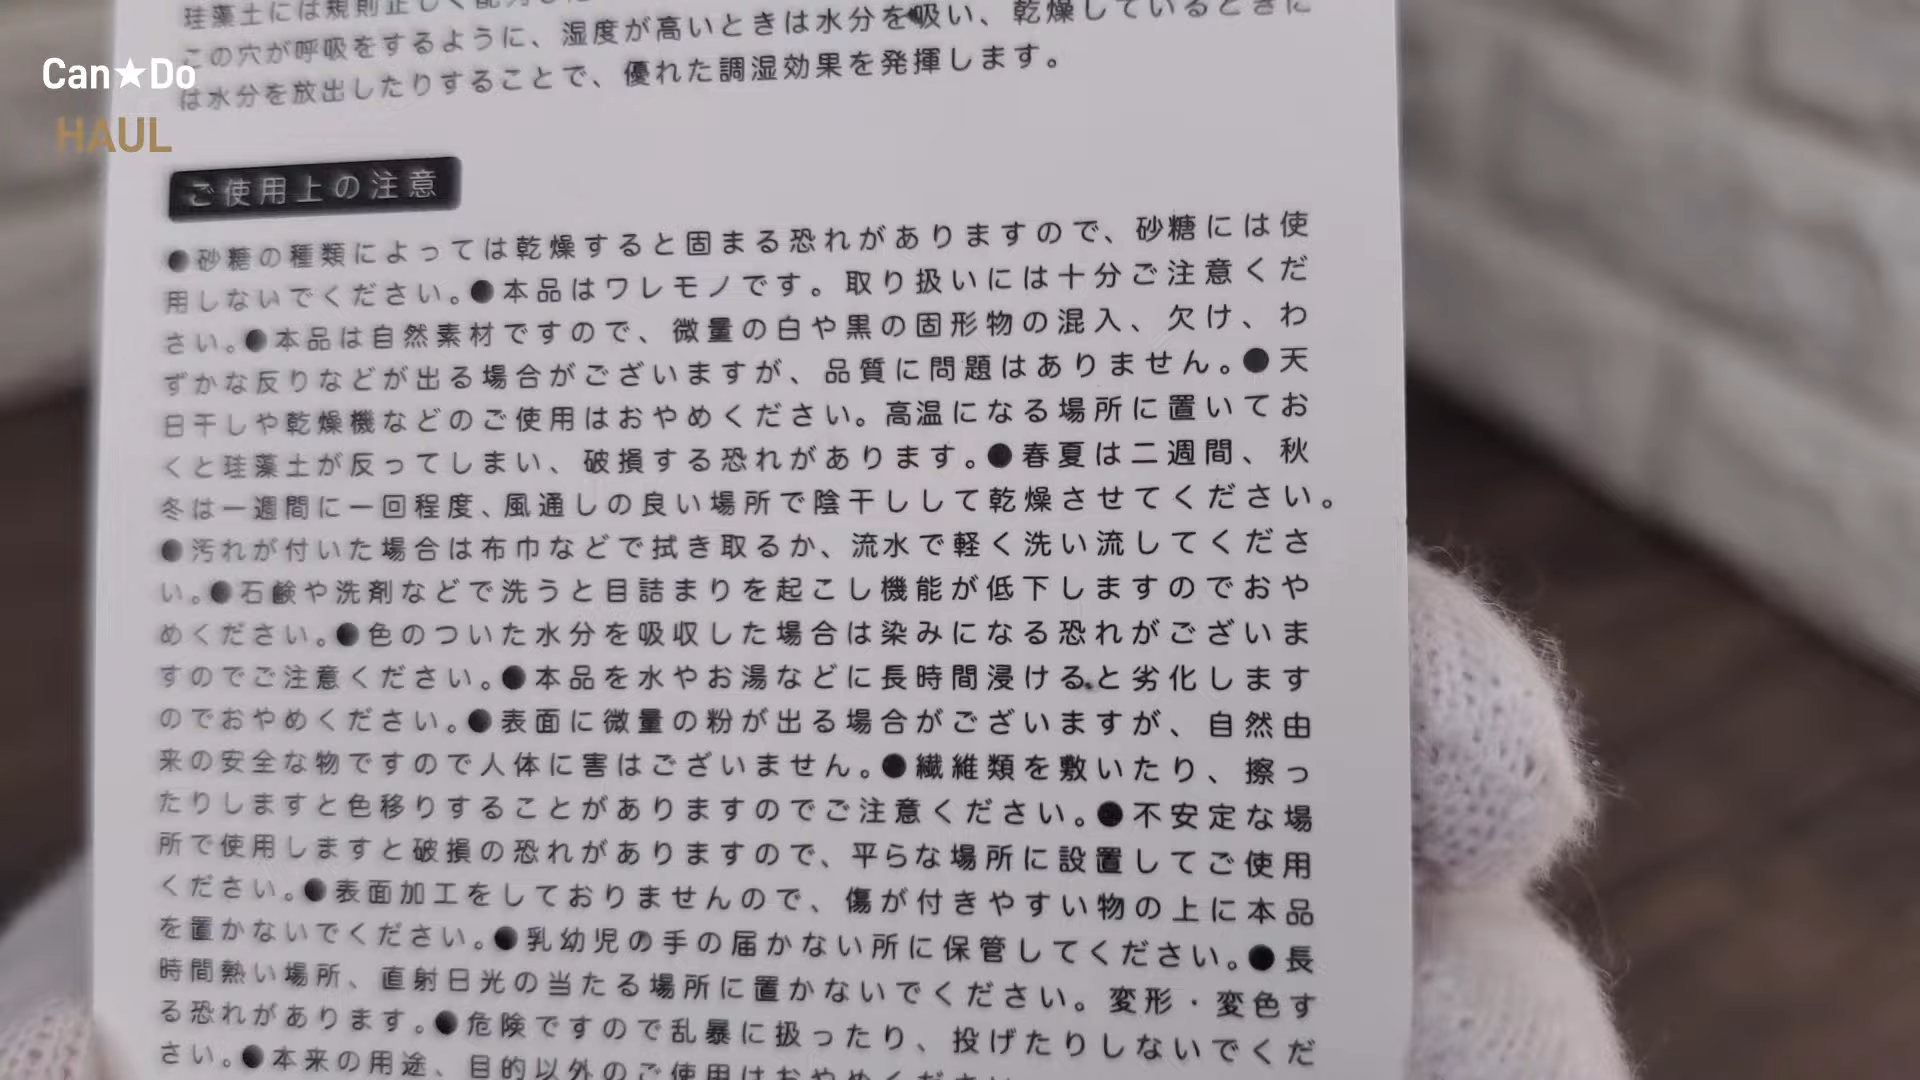 Can★Do
HAUL
珪藻土には規則正しく配列した
この穴が呼吸をするように、湿度が高いときは水分を吸い、乾燥しているときに
は水分を放出したりすることで、優れた調湿効果を発揮します。
ご使用上の注意
●砂糖の種類によっては乾燥すると固まる恐れがありますので、砂糖には使
用しないでください。●本品はワレモノです。取り扱いには十分ご注意くだ
さい。●本品は自然素材ですので、微量の白や黒の固形物の混入、欠け、わ
ずかな反りなどが出る場合がございますが、品質に問題はありません。●天
日干しや乾燥機などのご使用はおやめください。高温になる場所に置いてお
くと珪藻土が反ってしまい、破損する恐れがあります。●春夏は二週間、秋
冬は一週間に一回程度、風通しの良い場所で陰干しして乾燥させてください。
●汚れが付いた場合は布巾などで拭き取るか、流水で軽く洗い流してくださ
い。●石鹸や洗剤などで洗うと目詰まりを起こし機能が低下しますのでおや
めください。●色のついた水分を吸収した場合は染みになる恐れがございま
すのでご注意ください。●本品を水やお湯などに長時間浸けると劣化します
のでおやめください。●表面に微量の粉が出る場合がございますが、自然由
来の安全な物ですので人体に害はございません。●繊維類を敷いたり、擦っ
たりしますと色移りすることがありますのでご注意ください。●不安定な場
所で使用しますと破損の恐れがありますので、平らな場所に設置してご使用
ください。●表面加工をしておりませんので、傷が付きやすい物の上に本品
を置かないでください。●乳幼児の手の届かない所に保管してください。●長
時間熱い場所、直射日光の当たる場所に置かないでください。変形・変色す
る恐れがあります。●危険ですので乱暴に扱ったり、投げたりしないでくだ
さい。●本来の用途、目的以外のご使用はおやめください